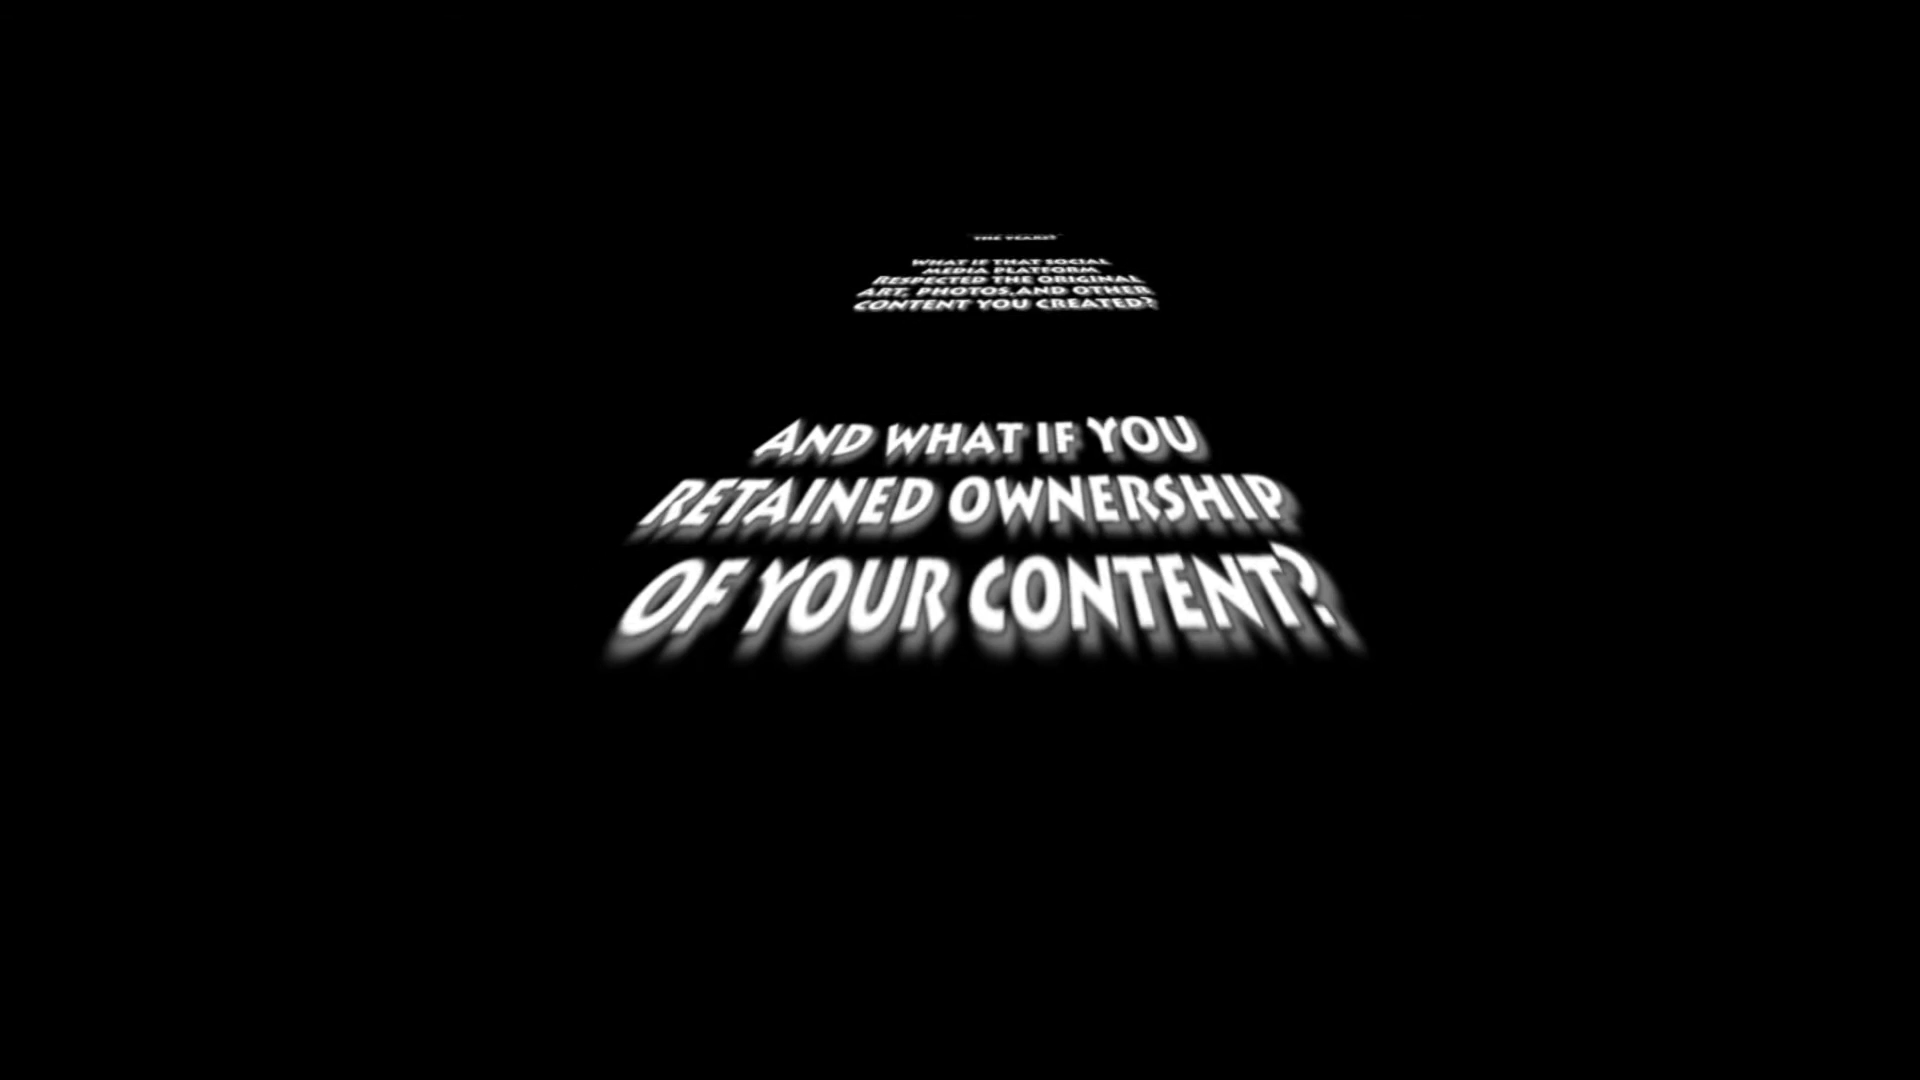 THE YEARS?
WHAT IF THAT SOCIAL
MEDIA PLATFORM
RESPECTED THE ORIGINAL
ART, PHOTOS,AND OTHER
CONTENT YOU CREATED?
AND WHAT IF YOU
RETAINED OWNERSHIP
OF YOUR CONTENT?